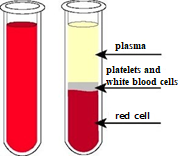 plasma
platelets and
white blood cells
red cell